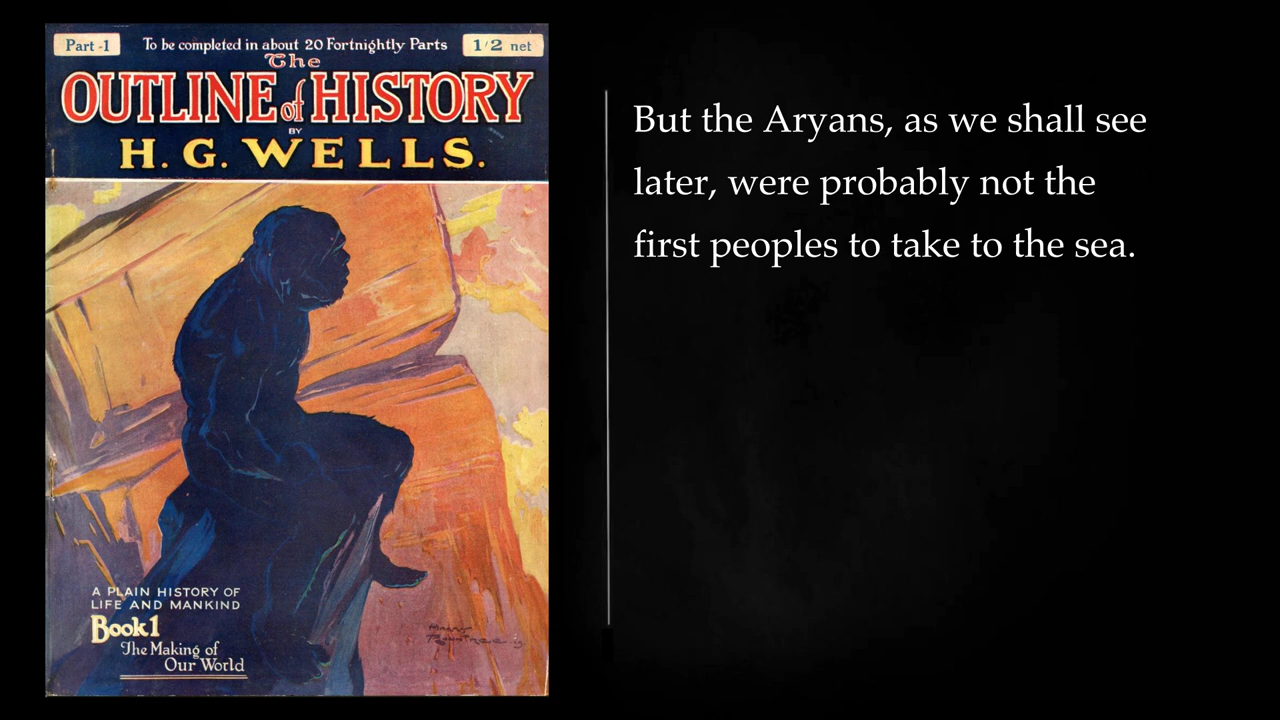 Part -1
To be completed in about 20 Fortnightly Parts
1/2 net
The
OUTLINE of HISTORY
BY
H. G. WELLS.
But the Aryans, as we shall see
later, were probably not the
first peoples to take to the sea.
A PLAIN HISTORY OF
LIFE AND MANKIND
Book 1
The Making of
Our World